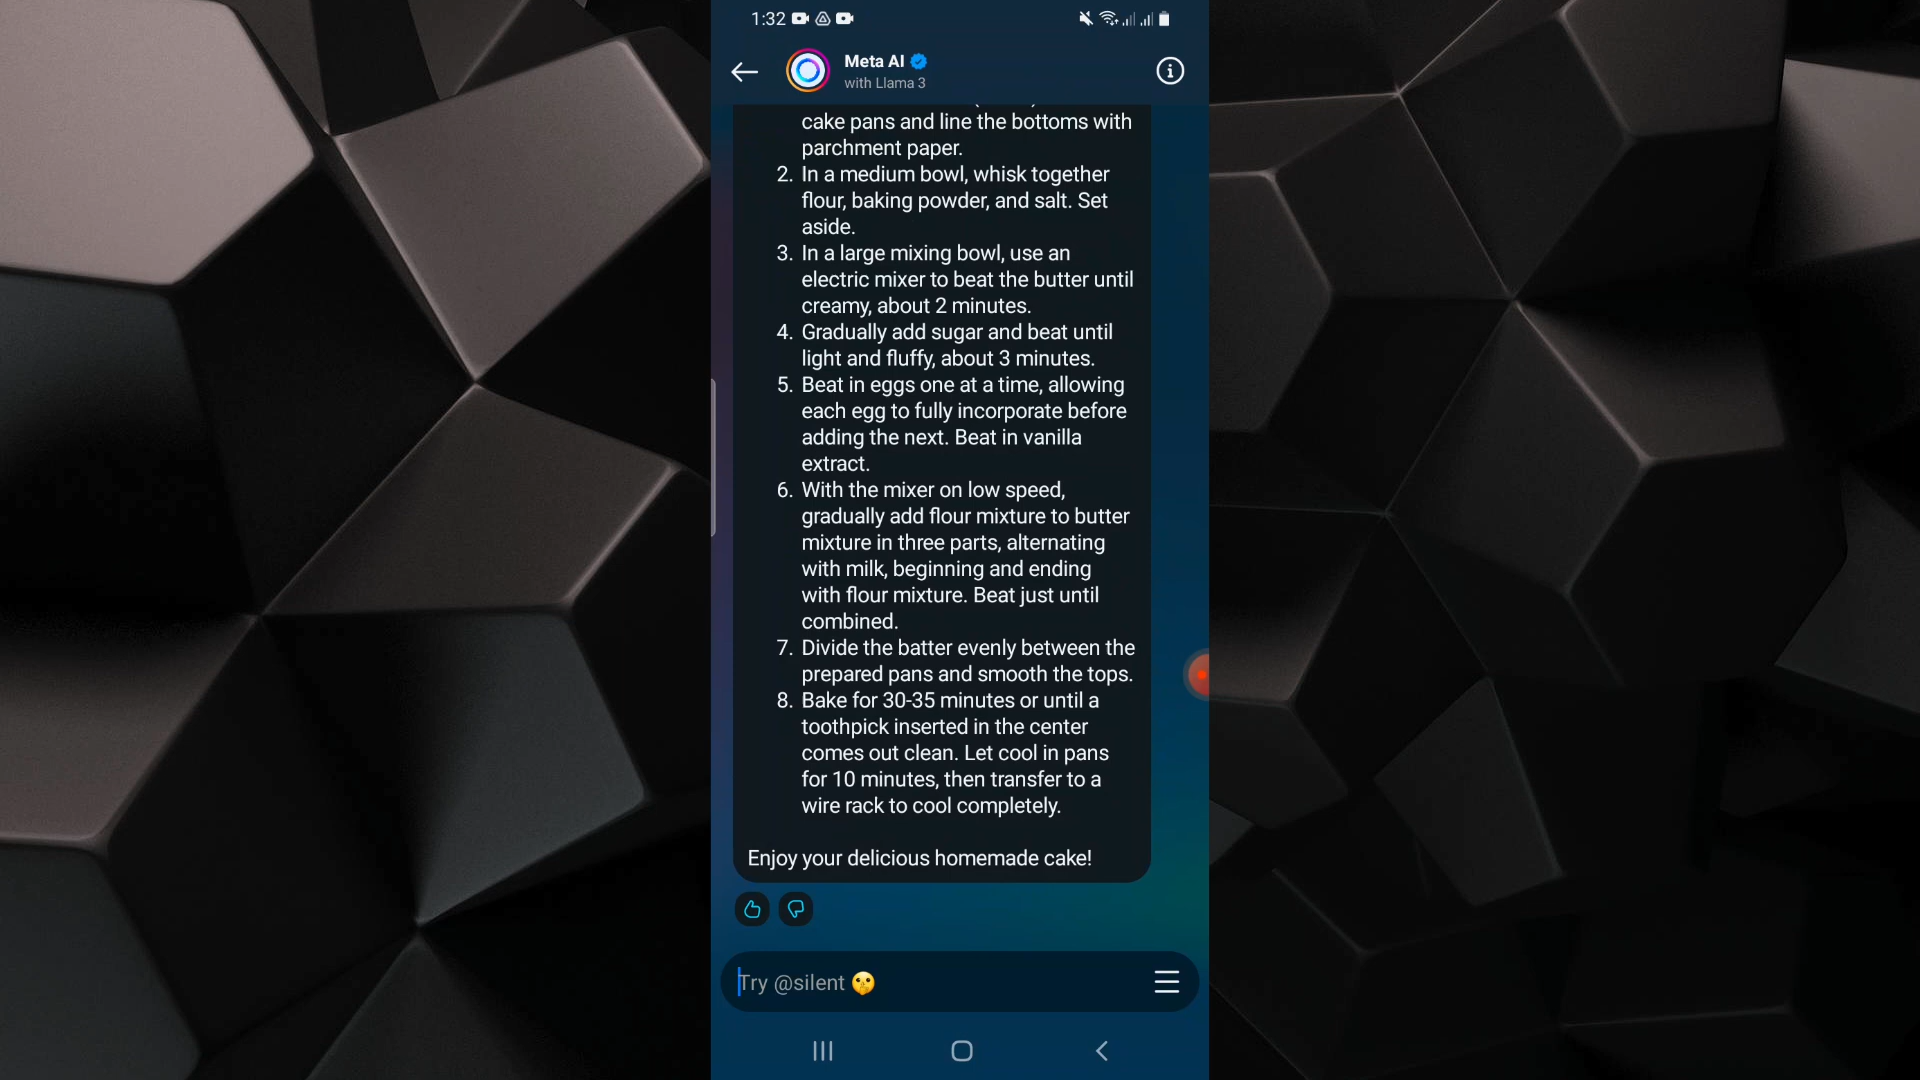 1:32
Meta AI
with Llama 3
cake pans and line the bottoms with
parchment paper.
2. In a medium bowl, whisk together
flour, baking powder, and salt. Set
aside.
3. In a large mixing bowl, use an
electric mixer to beat the butter until
creamy, about 2 minutes.
4. Gradually add sugar and beat until
light and fluffy, about 3 minutes.
5. Beat in eggs one at a time, allowing
each egg to fully incorporate before
adding the next. Beat in vanilla
extract.
6. With the mixer on low speed,
gradually add flour mixture to butter
mixture in three parts, alternating
with milk, beginning and ending
with flour mixture. Beat just until
combined.
7. Divide the batter evenly between the
prepared pans and smooth the tops.
8. Bake for 30-35 minutes or until a
toothpick inserted in the center
comes out clean. Let cool in pans
for 10 minutes, then transfer to a
wire rack to cool completely.
Enjoy your delicious homemade cake!
Try @silent 🤫